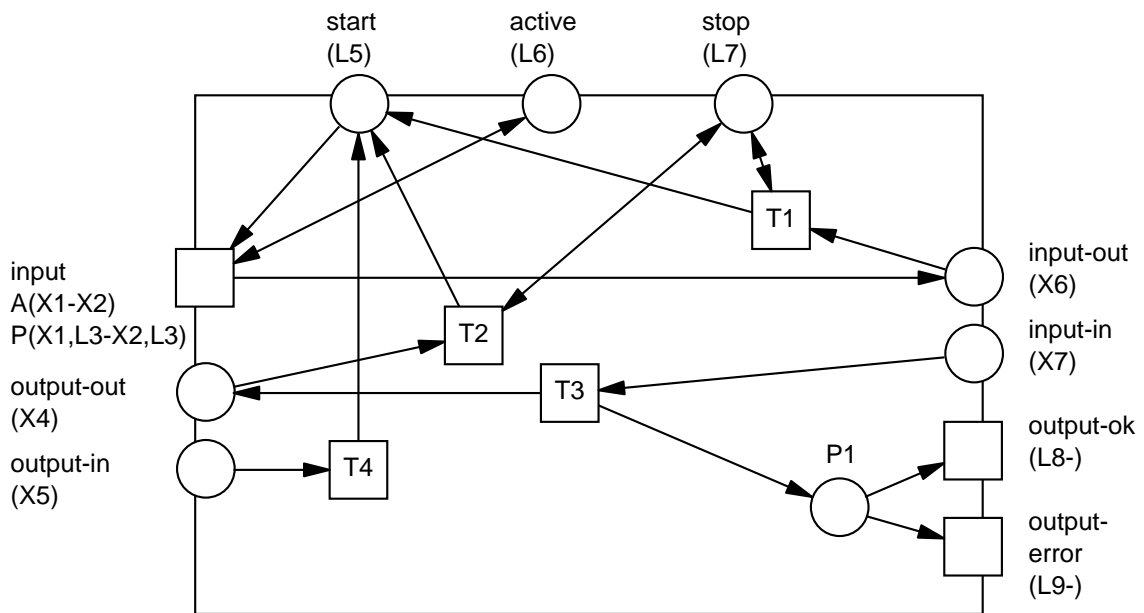 start
(L5)
active
(L6)
stop
(L7)
T1
input
A(X1-X2)
P(X1,L3-X2,L3)
input-out
(X6)
T2
input-in
(X7)
output-out
(X4)
T3
output-in
(X5)
T4
P1
output-ok
(L8-)
output-
error
(L9-)